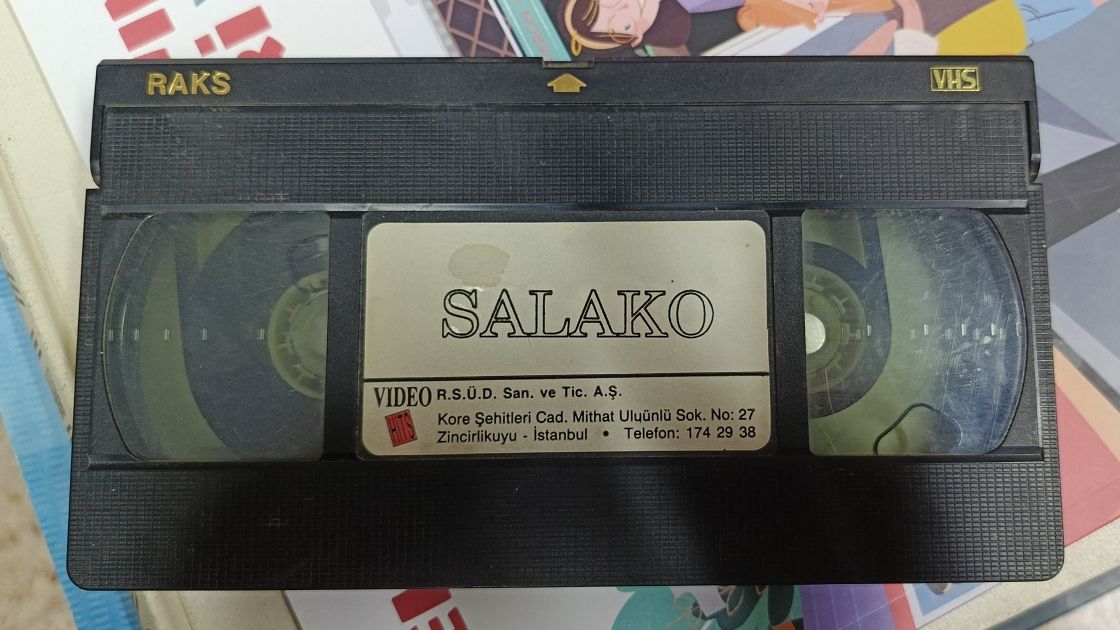 RAKS
VHS
SALAKO
VIDEO R.S.Ü.D. San. ve Tic. A.Ş.
HITS Kore Şehitleri Cad. Mithat Uluünlü Sok. No: 27
Zincirlikuyu - İstanbul • Telefon: 174 29 38